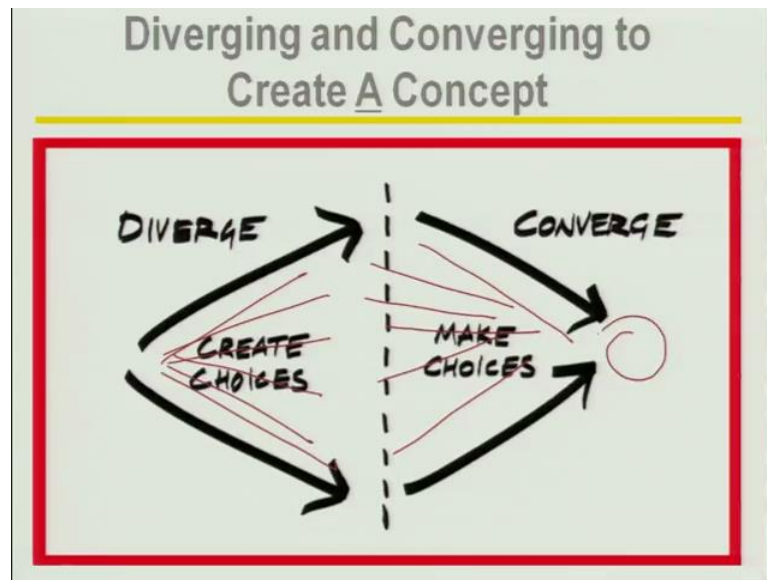 Diverging and Converging to
Create A Concept
DIVERGE
CONVERGE
CREATE
CHOICES
MAKE
CHOICES